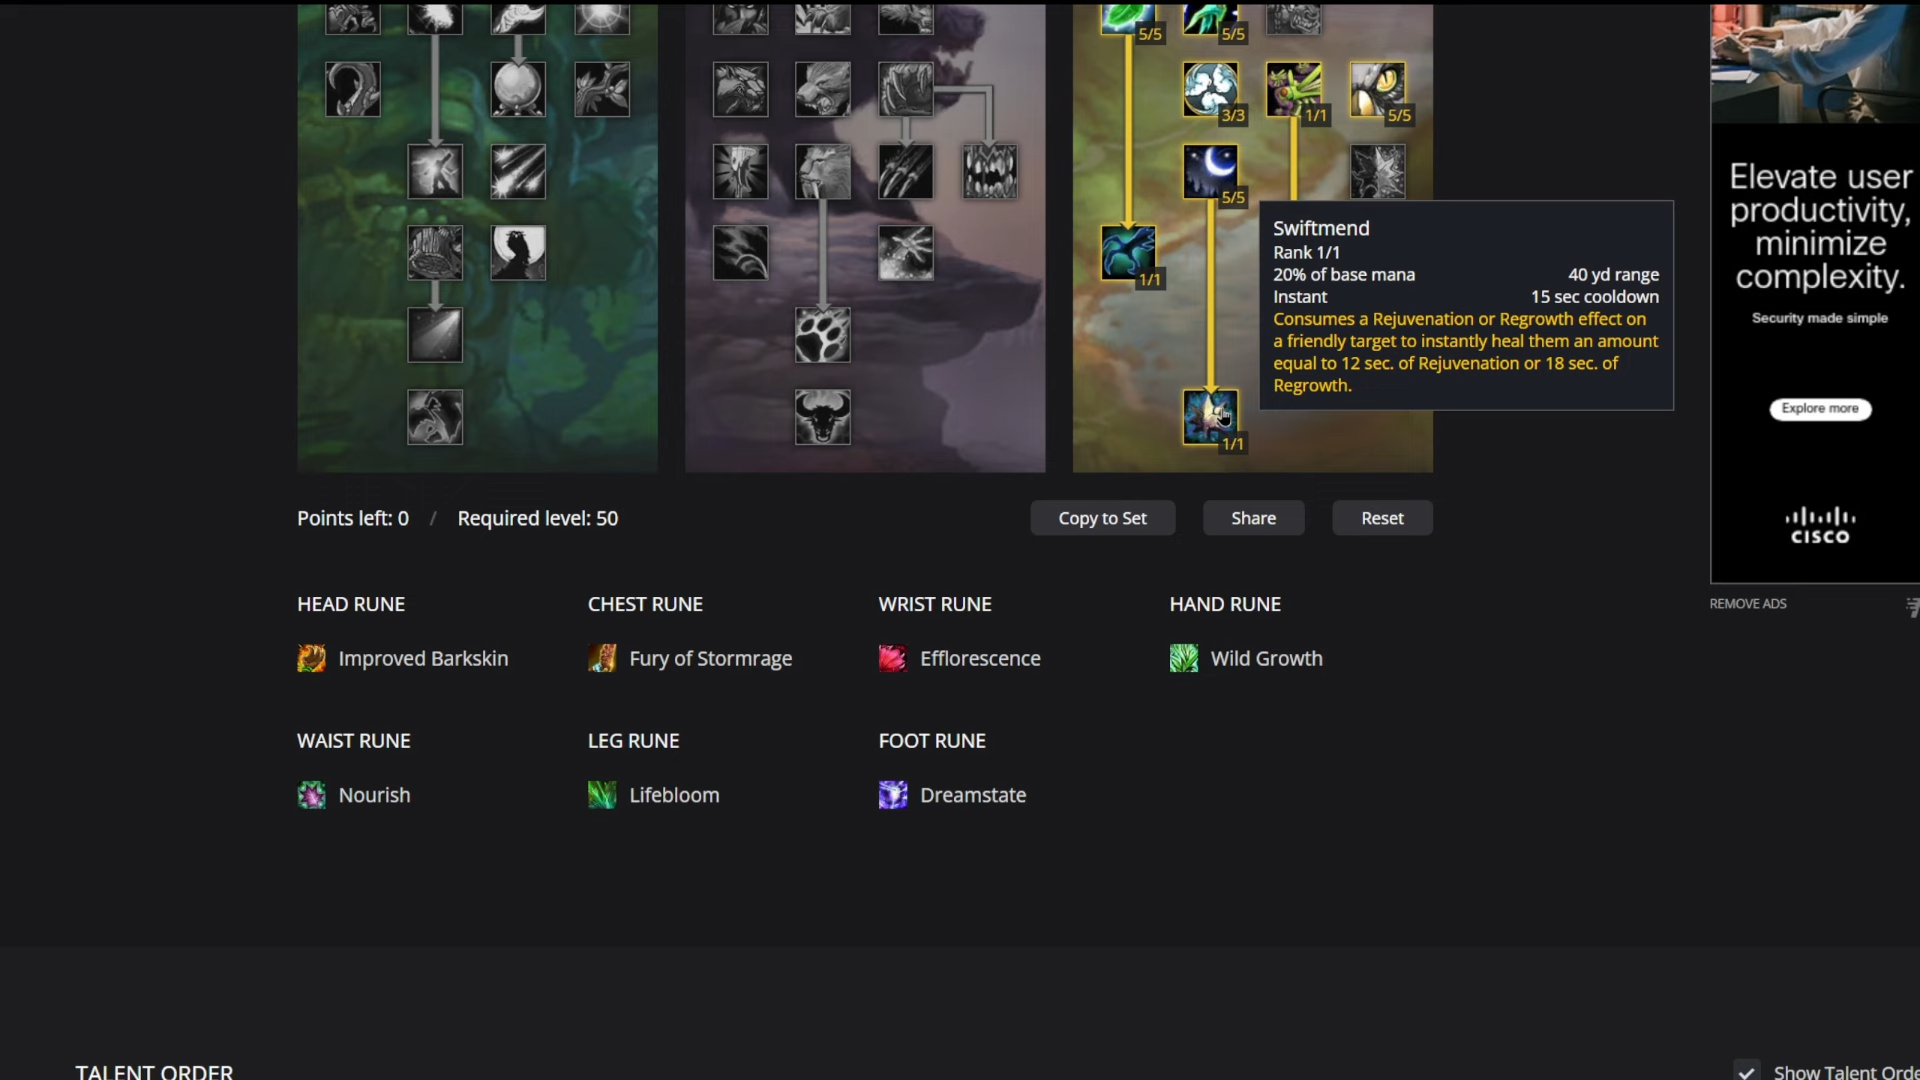 5/5
5/5
3/3
1/1
5/5
5/5
1/1
Swiftmend
Rank 1/1
20% of base mana
40 yd range
Instant
15 sec cooldown
Consumes a Rejuvenation or Regrowth effect on
a friendly target to instantly heal them an amount
equal to 12 sec. of Rejuvenation or 18 sec. of
Regrowth.
1/1
Elevate user
productivity,
minimize
complexity.
Security made simple
Explore more
CISCO
REMOVE ADS
Points left: 0 / Required level: 50
Copy to Set
Share
Reset
HEAD RUNE
CHEST RUNE
WRIST RUNE
HAND RUNE
Improved Barkskin
Fury of Stormrage
Efflorescence
Wild Growth
WAIST RUNE
LEG RUNE
FOOT RUNE
Nourish
Lifebloom
Dreamstate
TALENT ORDER
Show Talent Orde